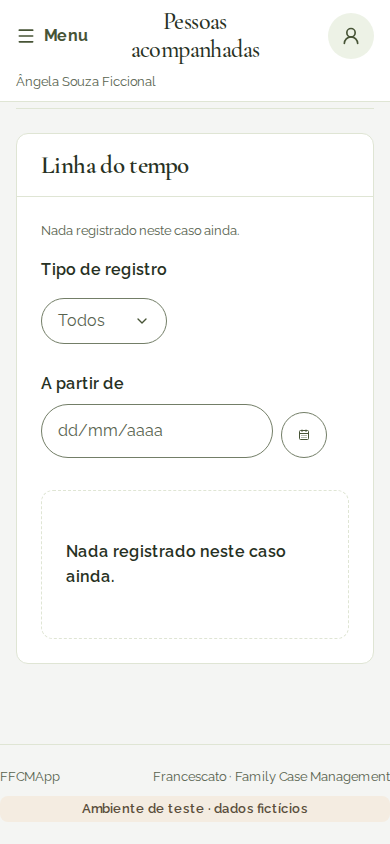 Menu
Pessoas
acompanhadas
Ângela Souza Ficcional
Linha do tempo
Nada registrado neste caso ainda.
Tipo de registro
Todos
A partir de
dd/mm/aaaa
Nada registrado neste caso
ainda.
FFCMApp
Francescato · Family Case Management
Ambiente de teste · dados fictícios